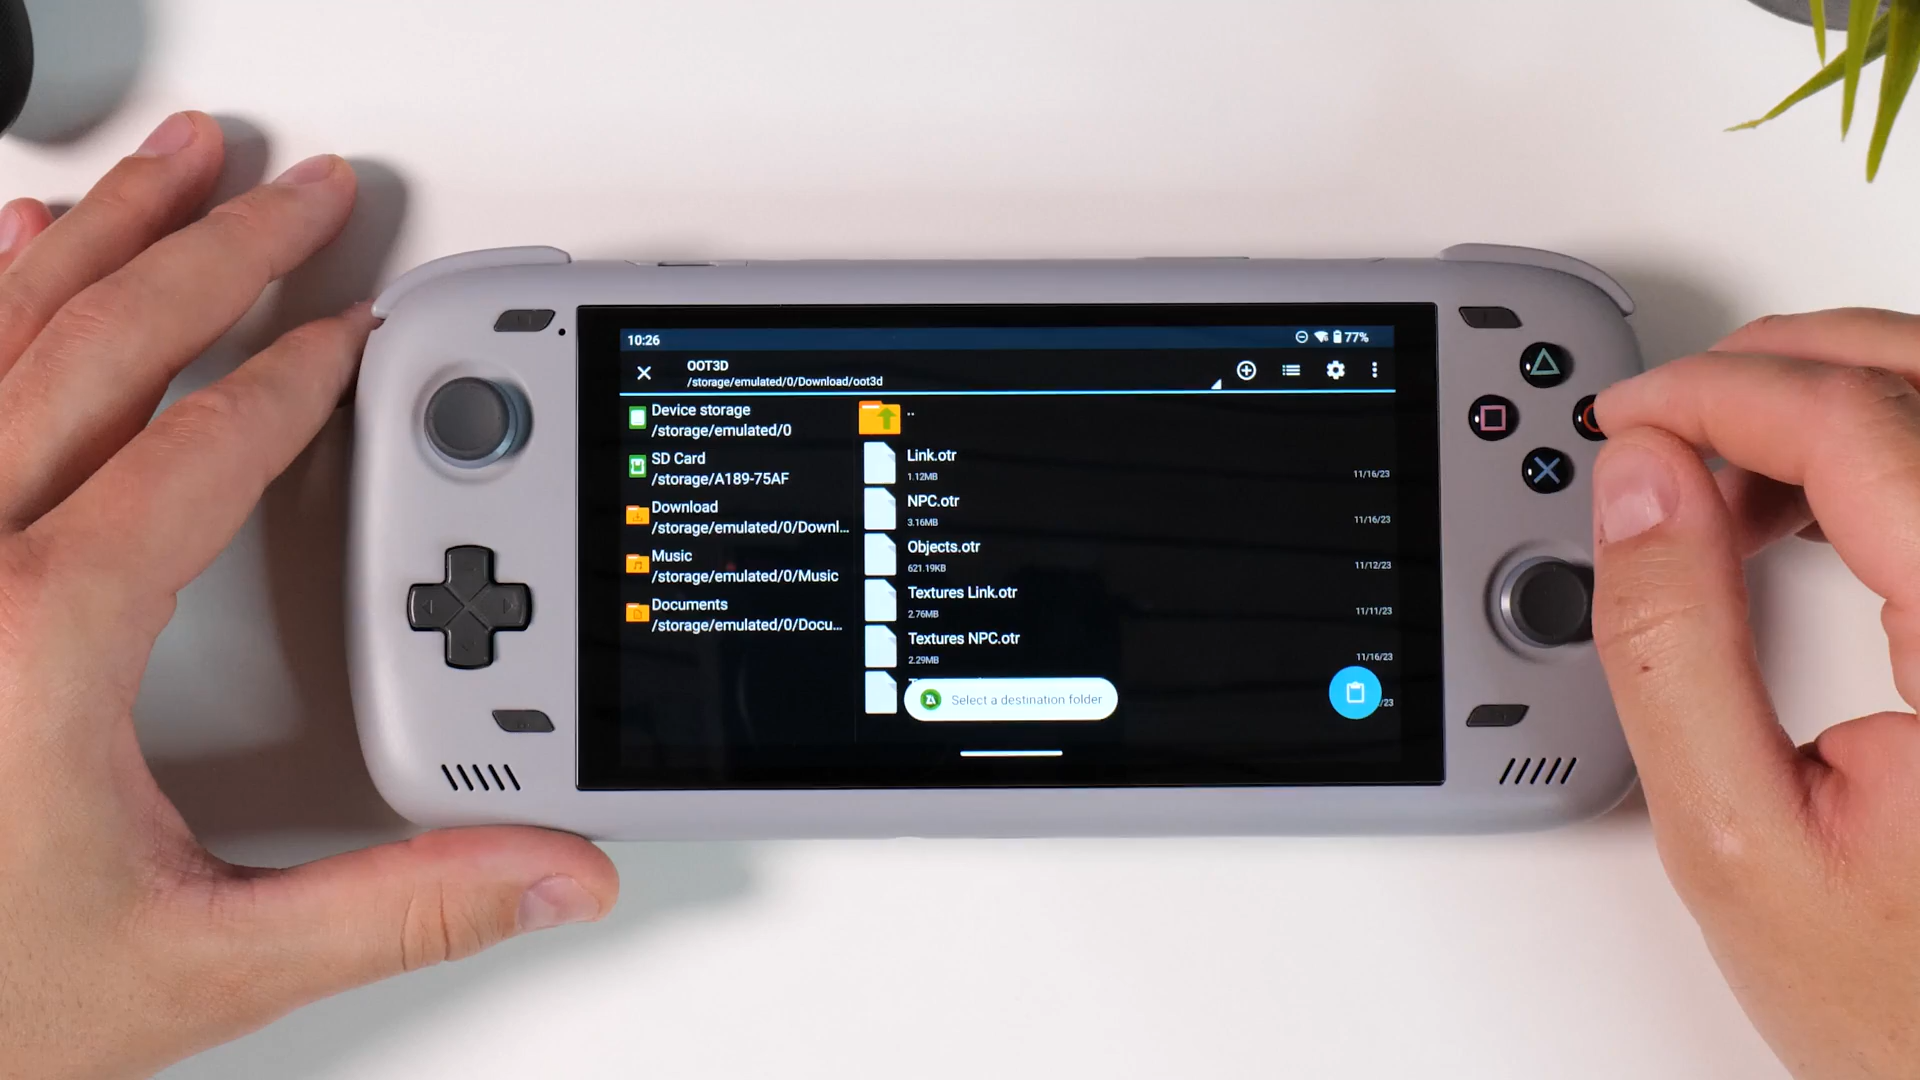 10:26
77%
OOT3D
/storage/emulated/0/Download/oot3d
Device storage
/storage/emulated/0
SD Card
/storage/A189-75AF
Download
/storage/emulated/0/Downl...
Music
/storage/emulated/0/Music
Documents
/storage/emulated/0/Docu...
..
Link.otr
1.12MB
11/16/23
NPC.otr
3.16MB
11/16/23
Objects.otr
621.19KB
11/12/23
Textures Link.otr
2.76MB
11/11/23
Textures NPC.otr
2.29MB
11/16/23
Select a destination folder
/23